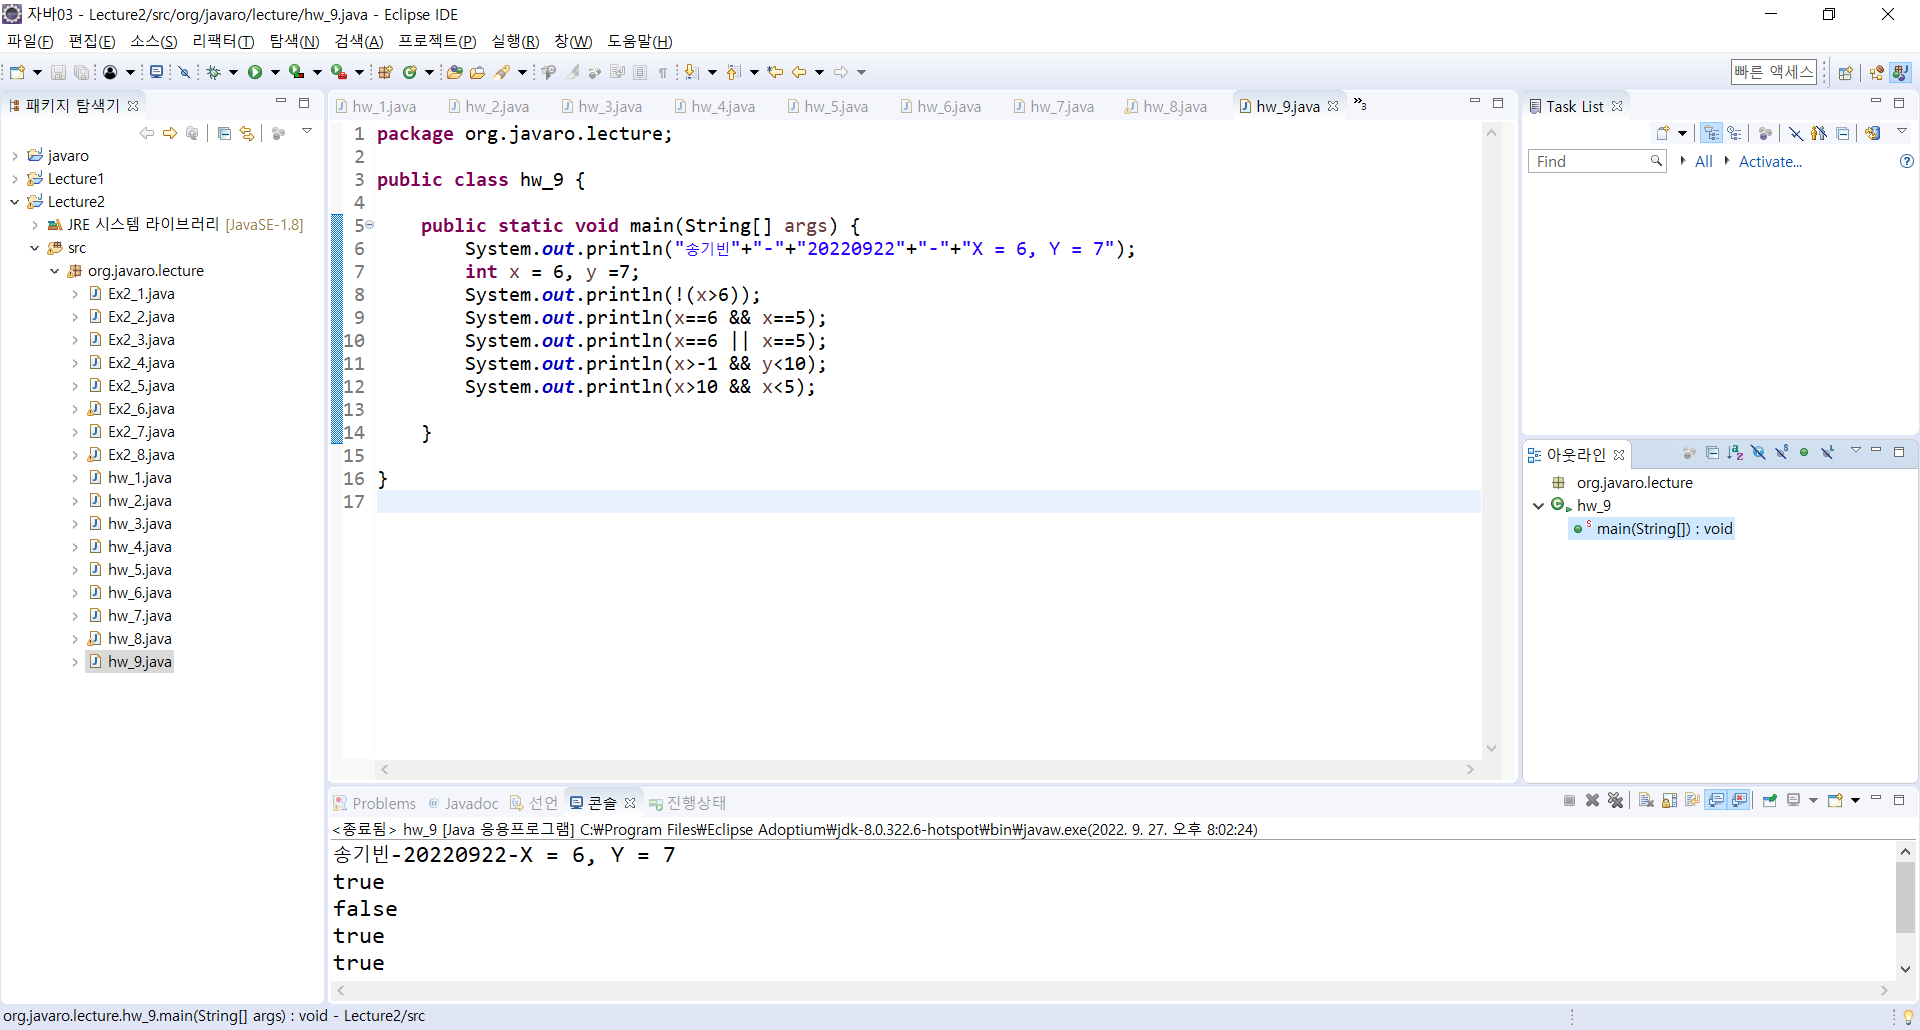 자바03 - Lecture2/src/org/javaro/lecture/hw_9.java - Eclipse IDE
파일(F) 편집(E) 소스(S) 리팩터(T) 탐색(N) 검색(A) 프로젝트(P) 실행(R) 창(W) 도움말(H)
빠른 액세스
패키지 탐색기
javaro
Lecture1
Lecture2
JRE 시스템 라이브러리 [JavaSE-1.8]
src
org.javaro.lecture
Ex2_1.java
Ex2_2.java
Ex2_3.java
Ex2_4.java
Ex2_5.java
Ex2_6.java
Ex2_7.java
Ex2_8.java
hw_1.java
hw_2.java
hw_3.java
hw_4.java
hw_5.java
hw_6.java
hw_7.java
hw_8.java
hw_9.java
hw_1.java hw_2.java hw_3.java hw_4.java hw_5.java hw_6.java hw_7.java hw_8.java hw_9.java »3
1 package org.javaro.lecture;
2
3 public class hw_9 {
4
5 public static void main(String[] args) {
6 System.out.println("송기빈"+"-"+"20220922"+"-"+"X = 6, Y = 7");
7 int x = 6, y =7;
8 System.out.println(!(x>6));
9 System.out.println(x==6 && x==5);
10 System.out.println(x==6 || x==5);
11 System.out.println(x>-1 && y<10);
12 System.out.println(x>10 && x<5);
13
14 }
15
16 }
17
Task List
Find All Activate...
아웃라인
org.javaro.lecture
hw_9
main(String[]) : void
Problems @ Javadoc 선언 콘솔 진행상태
<종료됨> hw_9 [Java 응용프로그램] C:₩Program Files₩Eclipse Adoptium₩jdk-8.0.322.6-hotspot₩bin₩javaw.exe(2022. 9. 27. 오후 8:02:24)
송기빈-20220922-X = 6, Y = 7
true
false
true
true
org.javaro.lecture.hw_9.main(String[] args) : void - Lecture2/src